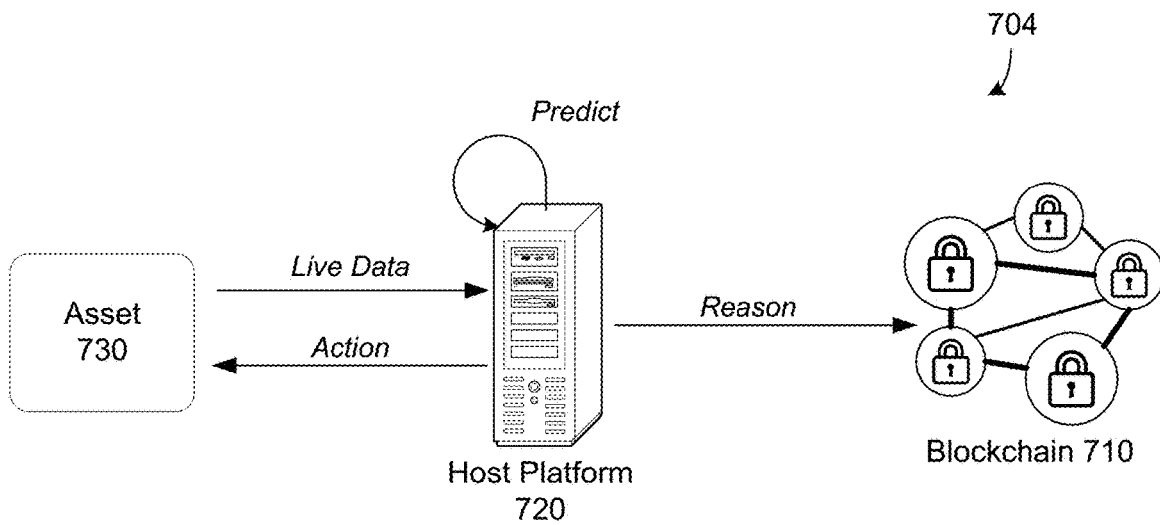 704
Predict
Live Data
Asset
730
Action
Reason
Host Platform
720
Blockchain 710